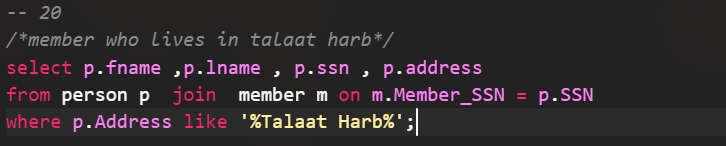 -- 20
/*member who lives in talaat harb*/
select p.fname ,p.lname , p.ssn , p.address
from person p  join  member m on m.Member_SSN = p.SSN
where p.Address like '%Talaat Harb%';